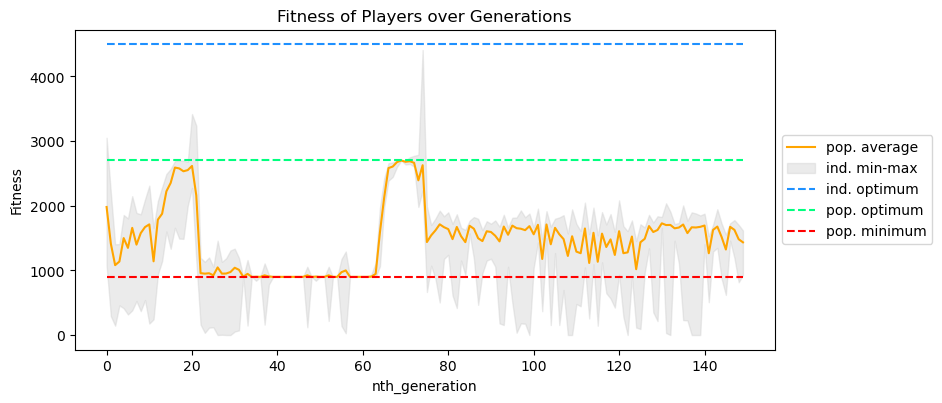 Fitness of Players over Generations
Fitness
4000
3000
2000
1000
0
0
20
40
60
80
100
120
140
nth_generation
pop. average
ind. min-max
ind. optimum
pop. optimum
pop. minimum